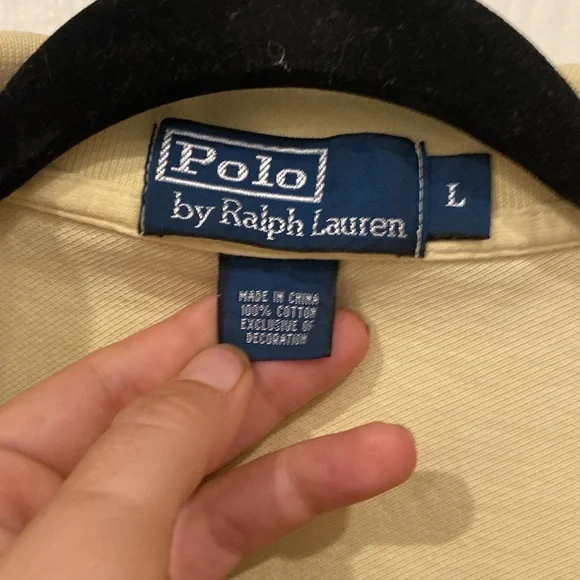 Polo
by Ralph Lauren
L
MADE IN CHINA
100% COTTON
EXCLUSIVE OF
DECORATION